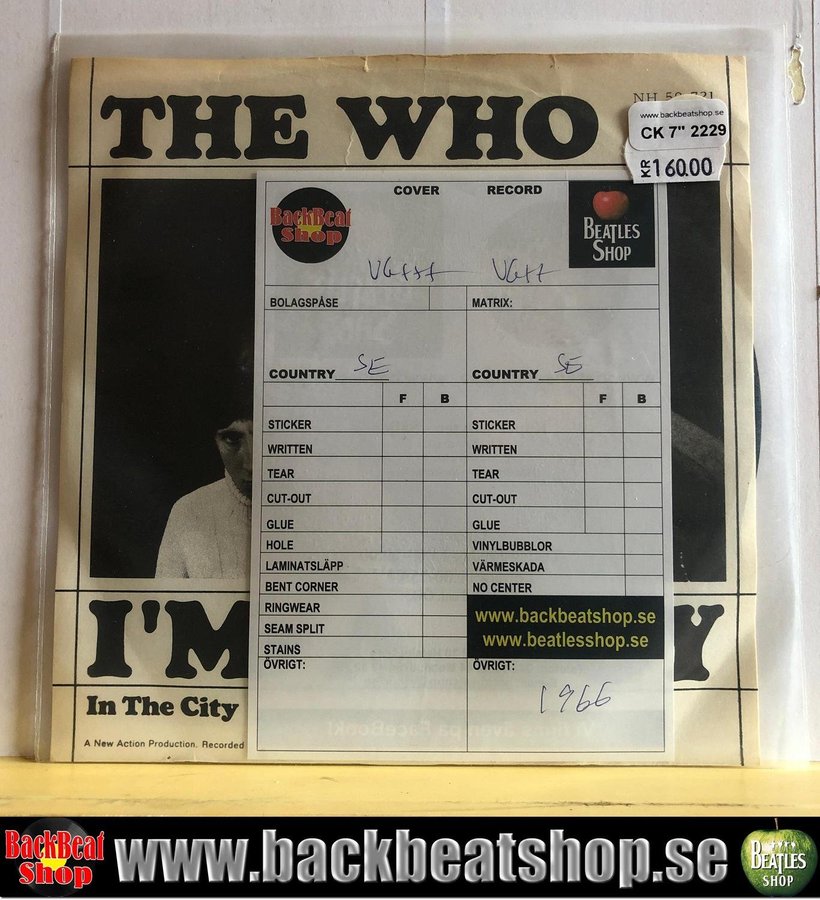 THE WHO
www.backbeatshop.se
CK 7" 2229
KR 160.00
BackBeat
Shop
COVER
RECORD
BEATLES
SHOP
VG+++
VG++
BOLAGSPÅSE
MATRIX:
COUNTRY SE
COUNTRY SE
F B
F B
STICKER
STICKER
WRITTEN
WRITTEN
TEAR
TEAR
CUT-OUT
CUT-OUT
GLUE
GLUE
HOLE
VINYLBUBBLOR
LAMINATSLÄPP
VÄRMESKADA
BENT CORNER
NO CENTER
RINGWEAR
www.backbeatshop.se
www.beatlesshop.se
SEAM SPLIT
STAINS
ÖVRIGT:
ÖVRIGT:
1966
I'M
Y
In The City
A New Action Production. Recorded
BackBeat
Shop
www.backbeatshop.se
BEATLES
SHOP